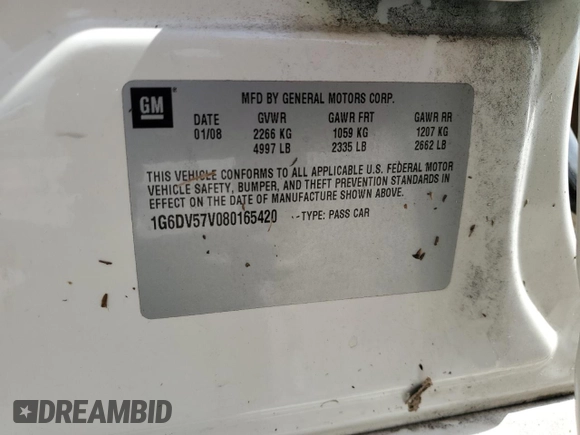 GM
MFD BY GENERAL MOTORS CORP.
DATE GVWR GAWR FRT GAWR RR
01/08 2266 KG 1059 KG 1207 KG
4997 LB 2335 LB 2662 LB
THIS VEHICLE CONFORMS TO ALL APPLICABLE U.S. FEDERAL MOTOR
VEHICLE SAFETY, BUMPER, AND THEFT PREVENTION STANDARDS IN
EFFECT ON THE DATE OF MANUFACTURE SHOWN ABOVE.
1G6DV57V080165420 TYPE: PASS CAR
DREAMBID